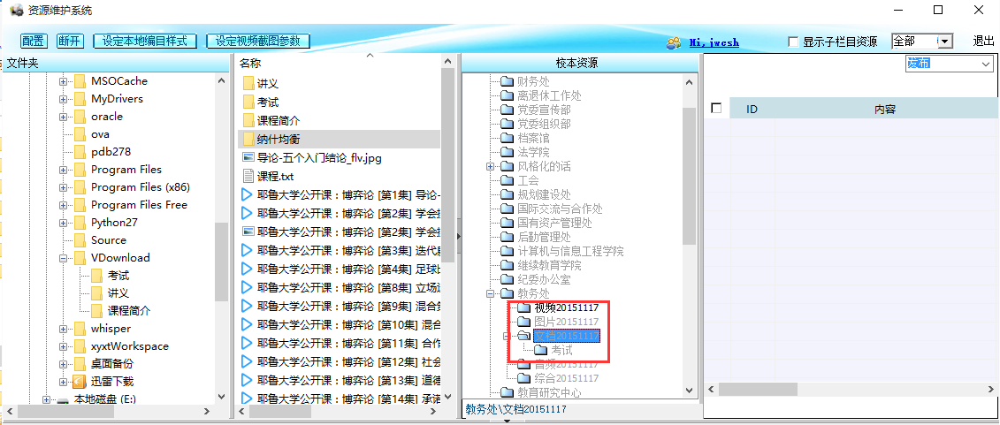 资源维护系统
配置 断开 设定本地编目样式 设定视频截图参数 Hi, jwcsh 显示子栏目资源 全部 退出
文件夹
MSOCache
MyDrivers
oracle
ova
pdb278
Program Files
Program Files (x86)
Program Files Free
Python27
Source
VDownload
考试
讲义
课程简介
whisper
xyxtWorkspace
桌面备份
迅雷下载
本地磁盘 (E:)
名称
讲义
考试
课程简介
纳什均衡
导论-五个入门结论_flv.jpg
课程.txt
耶鲁大学公开课：博弈论 [第1集] 导论-
耶鲁大学公开课：博弈论 [第2集] 学会
耶鲁大学公开课：博弈论 [第2集] 学会
耶鲁大学公开课：博弈论 [第3集] 迭代
耶鲁大学公开课：博弈论 [第4集] 足球
耶鲁大学公开课：博弈论 [第8集] 立场
耶鲁大学公开课：博弈论 [第9集] 混合
耶鲁大学公开课：博弈论 [第10集] 混合
耶鲁大学公开课：博弈论 [第11集] 合作
耶鲁大学公开课：博弈论 [第12集] 社会
耶鲁大学公开课：博弈论 [第13集] 道德
耶鲁大学公开课：博弈论 [第14集] 承诺
校本资源
财务处
离退休工作处
党委宣传部
党委组织部
档案馆
法学院
风格化的话
工会
规划建设处
国际交流与合作处
国有资产管理处
后勤管理处
计算机与信息工程学院
继续教育学院
纪委办公室
教务处
视频20151117
图片20151117
文档20151117
考试
音频20151117
综合20151117
教育研究中心
教务处\文档20151117
发布
ID 内容